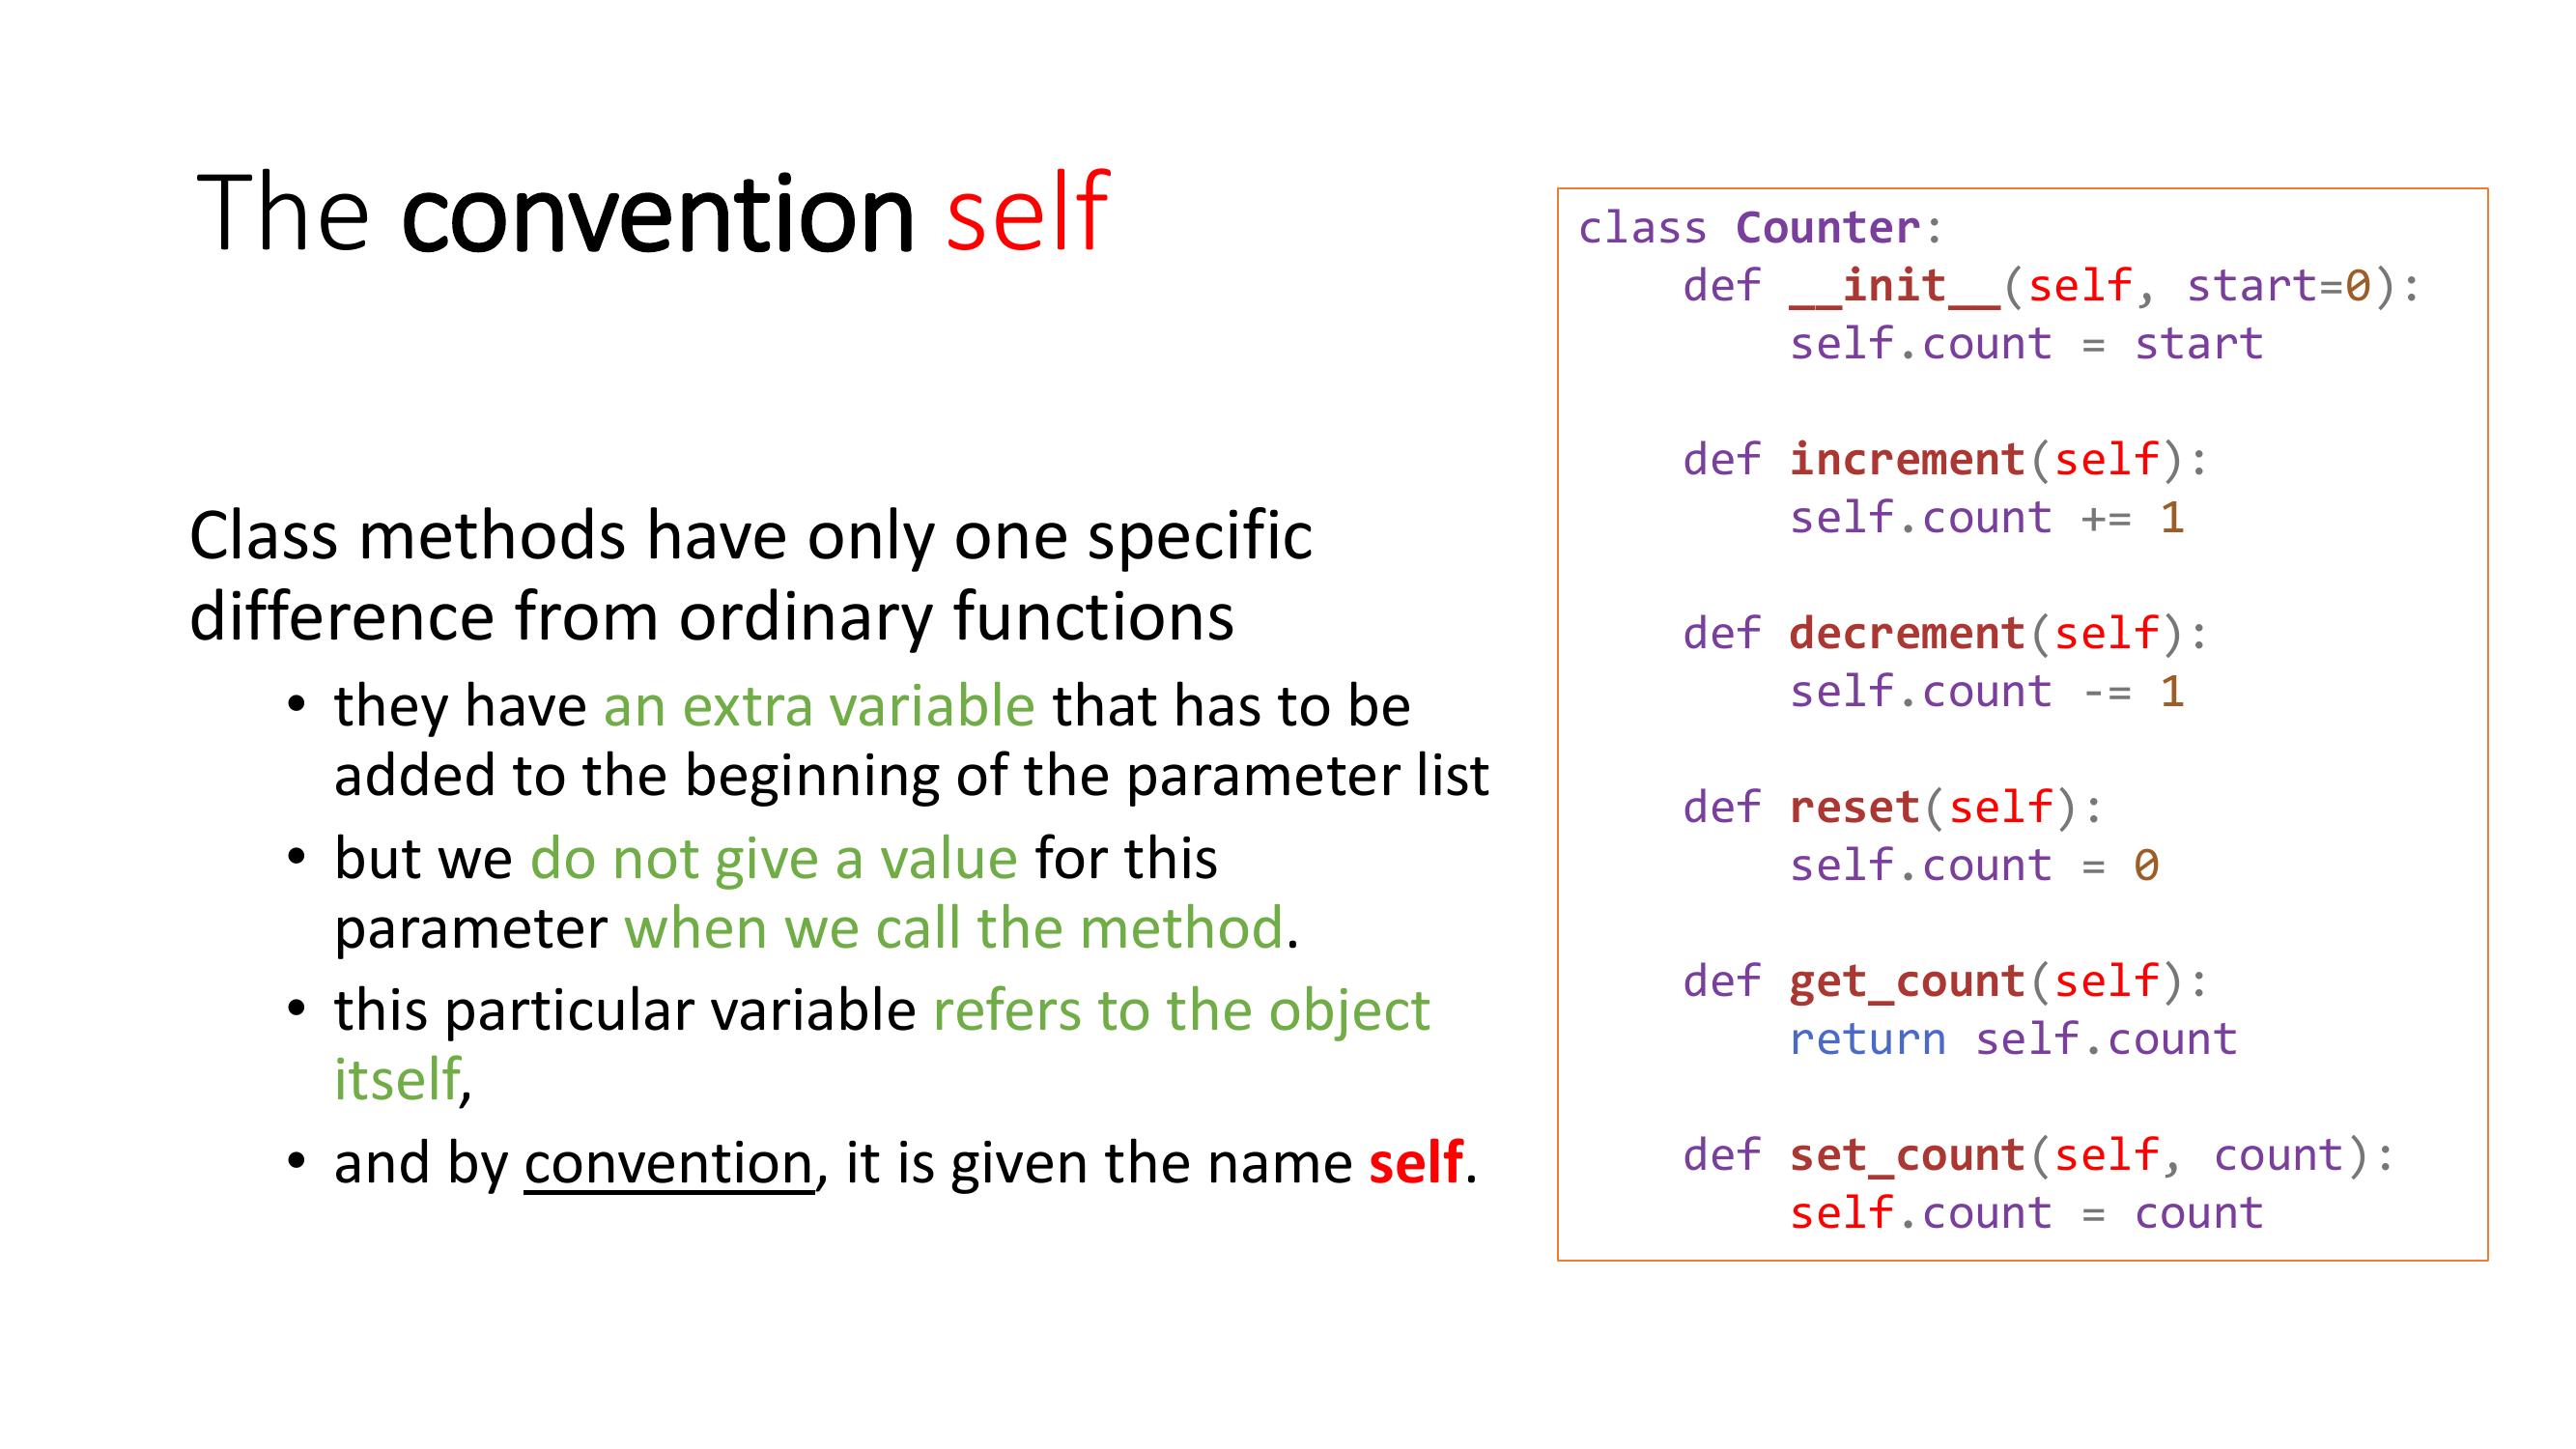 The convention self
Class methods have only one specific
difference from ordinary functions
• they have an extra variable that has to be
added to the beginning of the parameter list
• but we do not give a value for this
parameter when we call the method.
• this particular variable refers to the object
itself,
• and by convention, it is given the name self.
class Counter:
    def __init__(self, start=0):
        self.count = start

    def increment(self):
        self.count += 1

    def decrement(self):
        self.count -= 1

    def reset(self):
        self.count = 0

    def get_count(self):
        return self.count

    def set_count(self, count):
        self.count = count